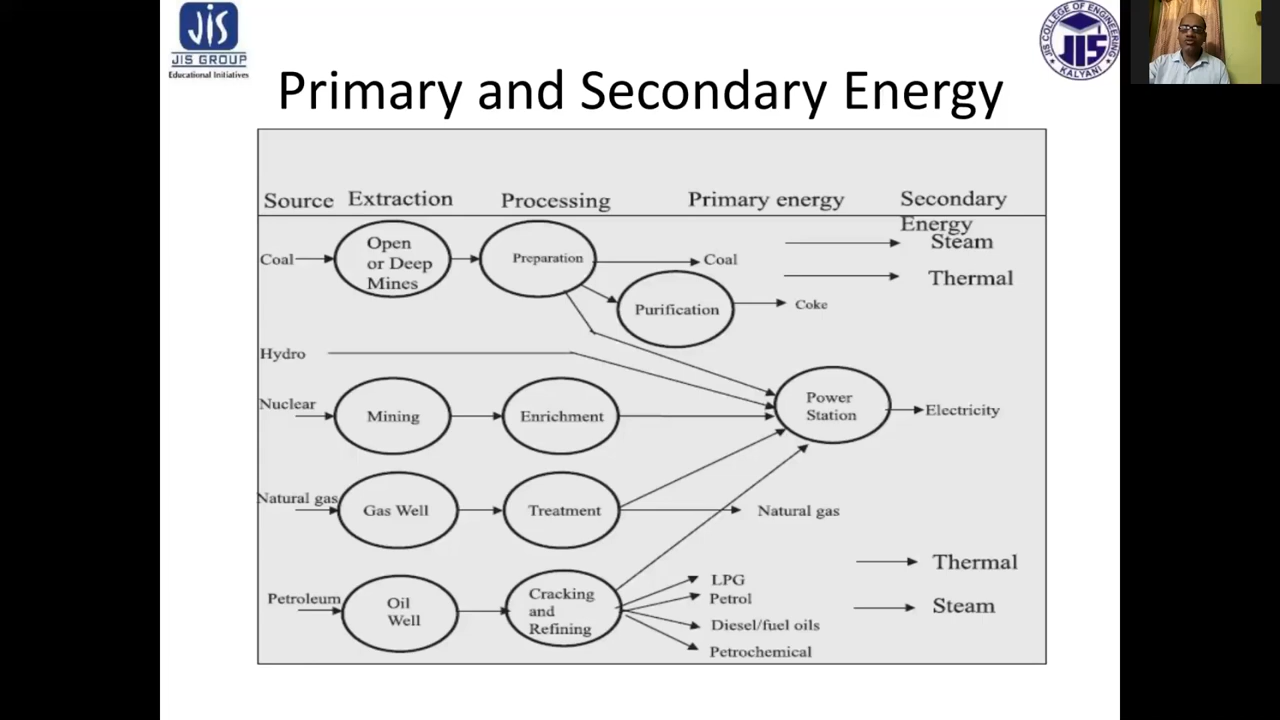 JIS
JIS GROUP
Educational Initiatives
JIS COLLEGE OF ENGINEERING
JIS
KALYANI
Primary and Secondary Energy
Source Extraction Processing Primary energy Secondary
Energy
Coal
Open
or Deep
Mines
Preparation
Coal
Steam
Thermal
Purification
Coke
Hydro
Nuclear
Mining
Enrichment
Power
Station
Electricity
Natural gas
Gas Well
Treatment
Natural gas
Petroleum
Oil
Well
Cracking
and
Refining
LPG
Petrol
Diesel/fuel oils
Petrochemical
Thermal
Steam